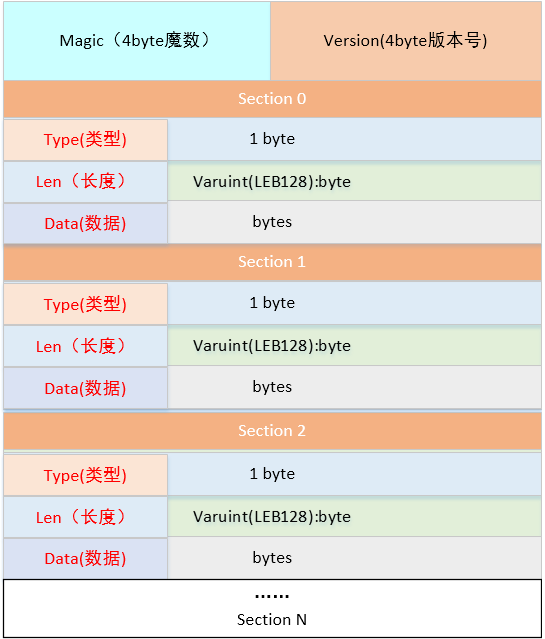 Magic（4byte魔数） Version(4byte版本号)
Section 0
Type(类型) 1 byte
Len（长度） Varuint(LEB128):byte
Data(数据) bytes
Section 1
Type(类型) 1 byte
Len（长度） Varuint(LEB128):byte
Data(数据) bytes
Section 2
Type(类型) 1 byte
Len（长度） Varuint(LEB128):byte
Data(数据) bytes
……
Section N